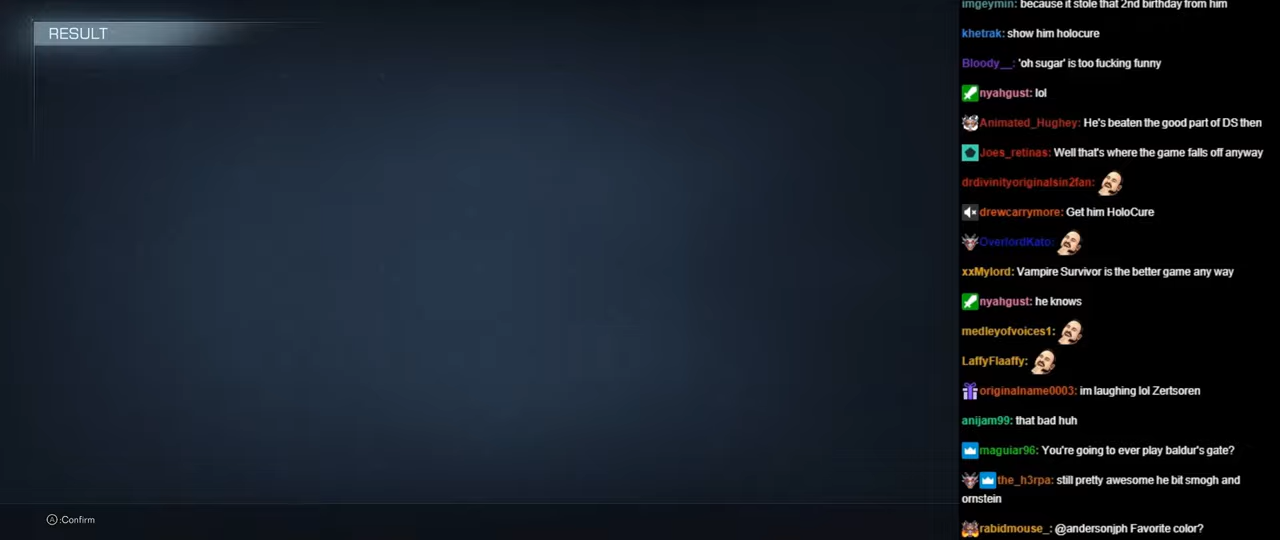 RESULT
Ⓐ:Confirm
imgeymin: because it stole that 2nd birthday from him
khetrak: show him holocure
Bloody__: 'oh sugar' is too fucking funny
nyahgust: lol
Animated_Hughey: He's beaten the good part of DS then
Joes_retinas: Well that's where the game falls off anyway
drdivinityoriginalsin2fan:
drewcarrymore: Get him HoloCure
OverlordKato:
xxMylord: Vampire Survivor is the better game any way
nyahgust: he knows
medleyofvoices1:
LaffyFlaaffy:
originalname0003: im laughing lol Zertsoren
anijam99: that bad huh
maguiar96: You're going to ever play baldur's gate?
the_h3rpa: still pretty awesome he bit smogh and
ornstein
rabidmouse_: @andersonjph Favorite color?